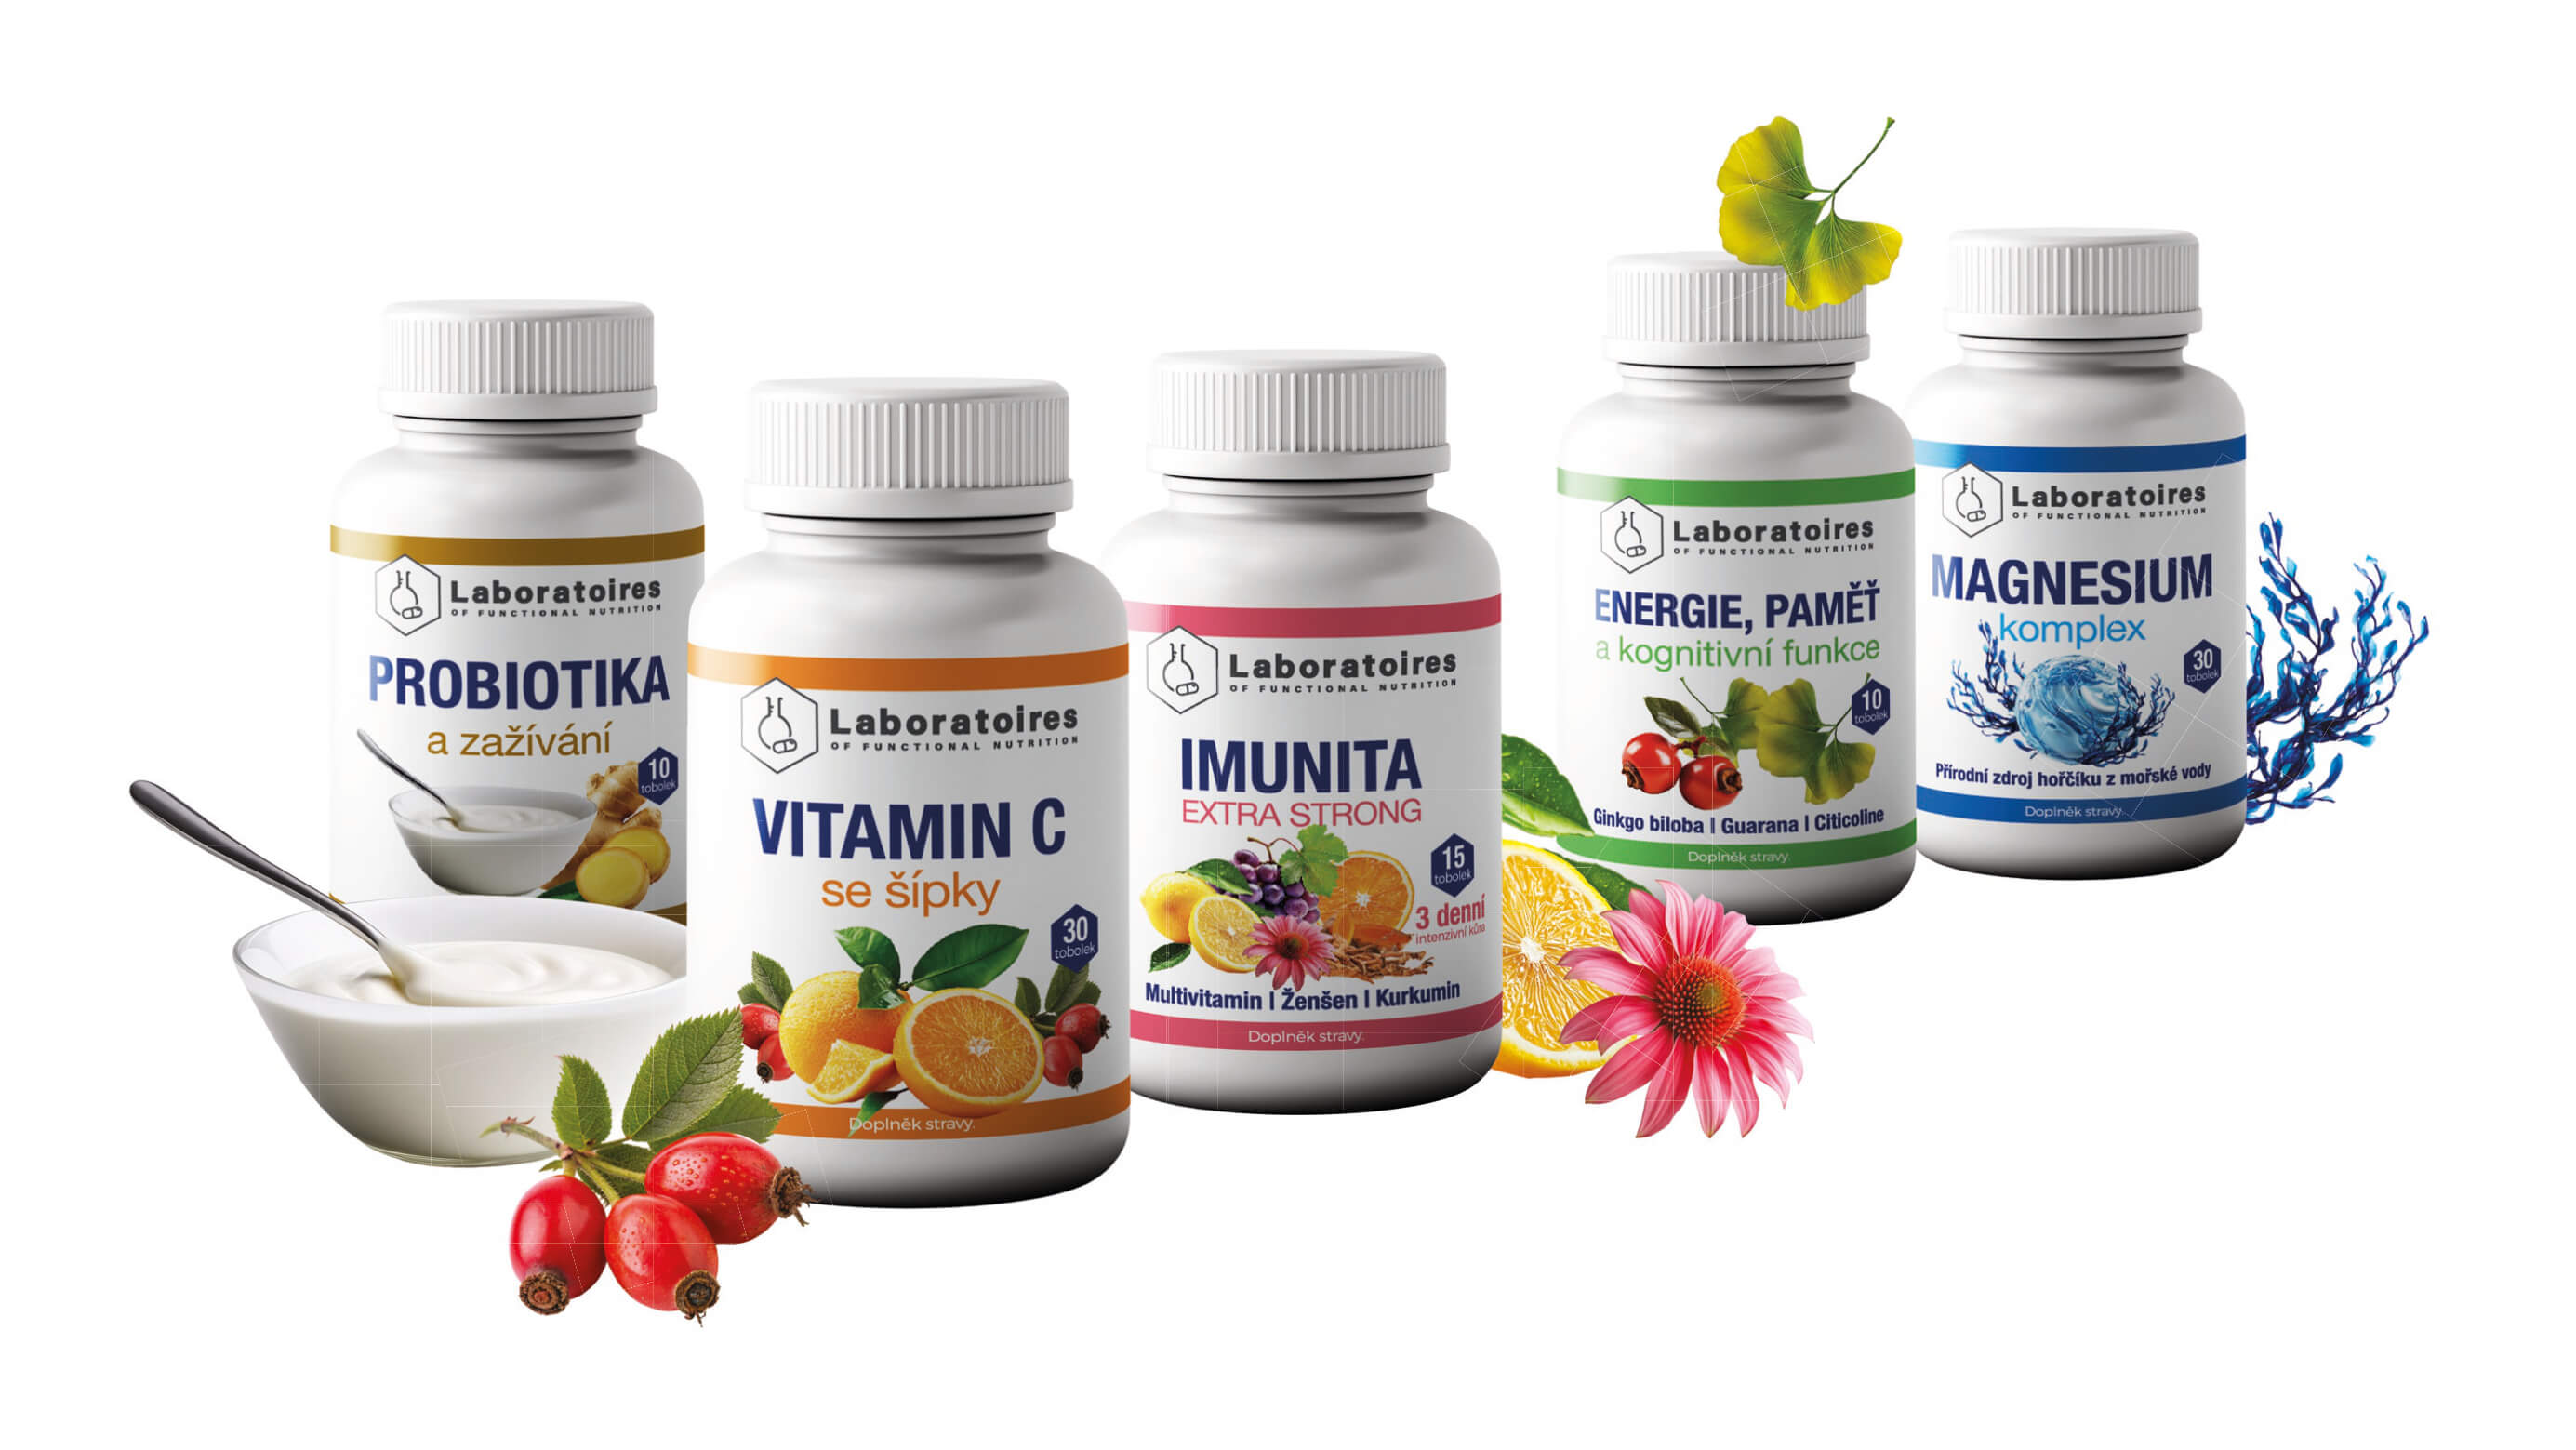 Laboratoires
OF FUNCTIONAL NUTRITION
PROBIOTIKA
a zažívání
10
tobolek
Laboratoires
OF FUNCTIONAL NUTRITION
VITAMIN C
se šípky
30
tobolek
Doplněk stravy.
Laboratoires
OF FUNCTIONAL NUTRITION
IMUNITA
EXTRA STRONG
15
tobolek
3 denní
intenzivní kůra
Multivitamin | Ženšen | Kurkumin
Doplněk stravy.
Laboratoires
OF FUNCTIONAL NUTRITION
ENERGIE, PAMĚŤ
a kognitivní funkce
10
tobolek
Ginkgo biloba | Guarana | Citicoline
Doplněk stravy.
Laboratoires
OF FUNCTIONAL NUTRITION
MAGNESIUM
komplex
30
tobolek
Přírodní zdroj hořčíku z mořské vody
Doplněk stravy.